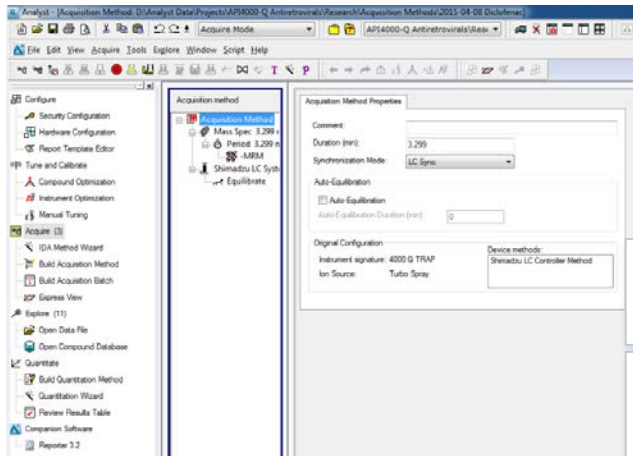 Analyst - [Acquisition Method: D:\Analyst Data\Projects\API4000-Q Antiretrovirals\Research\Acquisition Methods\2015-04-08 Diclofenac]
Acquire Mode
API4000-Q Antiretrovirals\Rese
File Edit View Acquire Tools Explore Window Script Help
Configure
Security Configuration
Hardware Configuration
Report Template Editor
Tune and Calibrate
Compound Optimization
Instrument Optimization
Manual Tuning
Acquire (3)
IDA Method Wizard
Build Acquisition Method
Build Acquisition Batch
Express View
Explore (11)
Open Data File
Open Compound Database
Quantitate
Build Quantitation Method
Quantitation Wizard
Review Results Table
Companion Software
Reporter 3.2
Acquisition method
Acquisition Method
Mass Spec 3.299
Period 3.299
-MRM
Shimadzu LC Syst
Equilibrate
Acquisition Method Properties
Comment:
Duration (min): 3.299
Synchronization Mode: LC Sync
Auto-Equilibration
Auto-Equilibration
Auto-Equilibration Duration (min) 0
Original Configuration
Instrument signature: 4000 Q TRAP
Ion Source: Turbo Spray
Device methods:
Shimadzu LC Controller Method